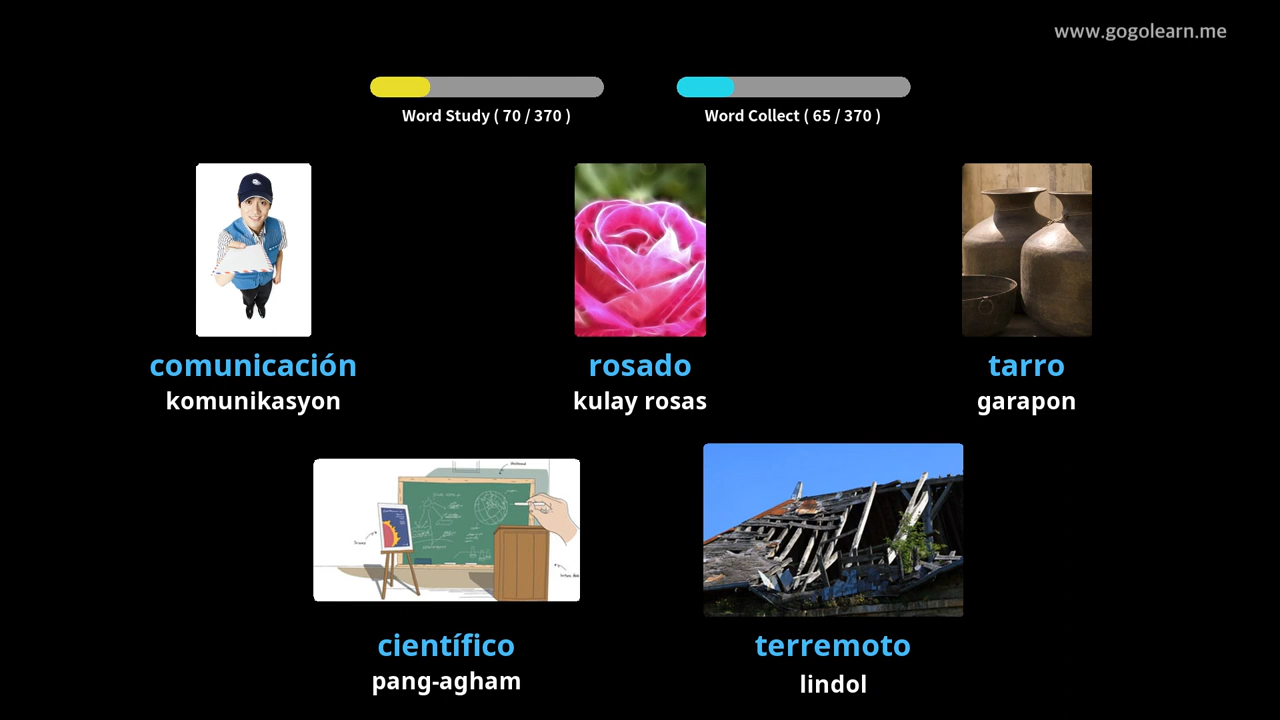 www.gogolearn.me
Word Study ( 70 / 370 )
Word Collect ( 65 / 370 )
comunicación
komunikasyon
rosado
kulay rosas
tarro
garapon
científico
pang-agham
terremoto
lindol